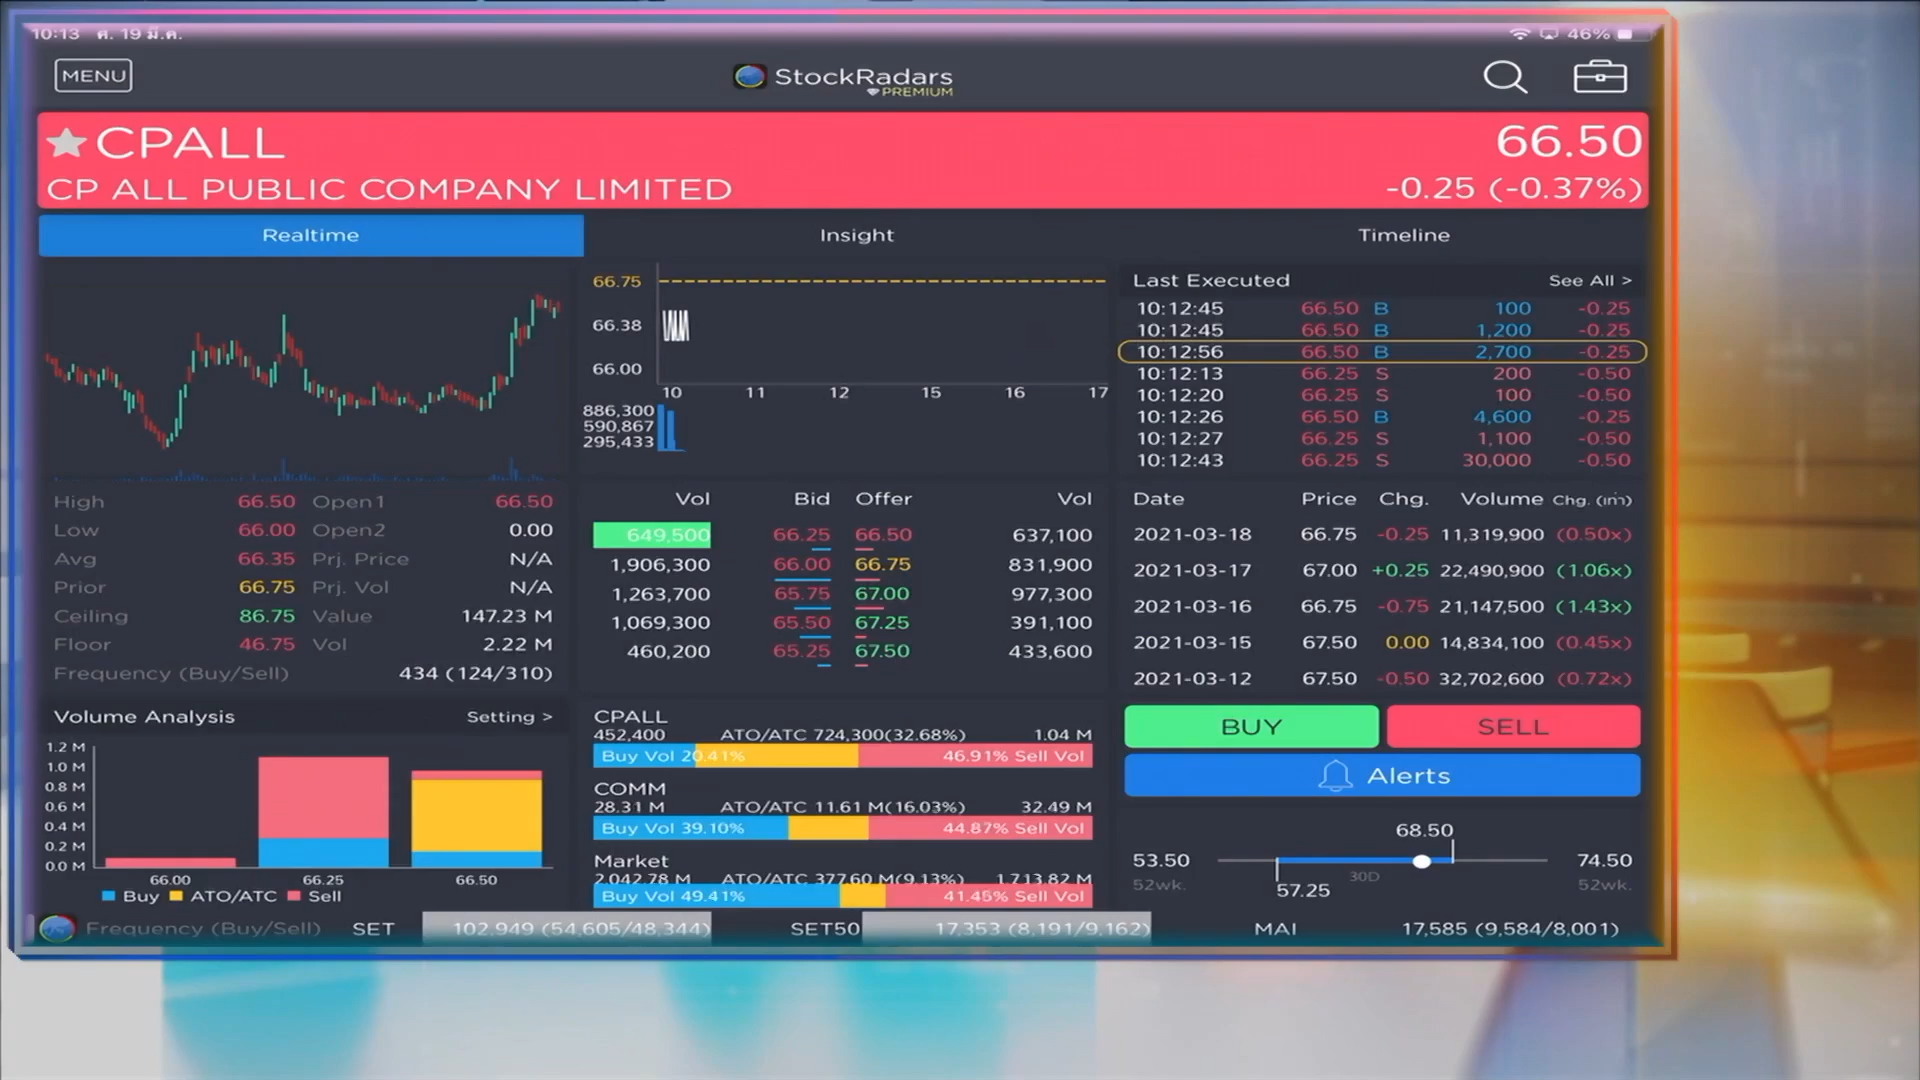 10:13 ศ. 19 มี.ค. 46%
MENU
StockRadars
PREMIUM
CPALL 66.50
CP ALL PUBLIC COMPANY LIMITED -0.25 (-0.37%)
Realtime Insight Timeline
66.75
66.38
66.00
10 11 12 15 16 17
886,300
590,867
295,433
Last Executed See All >
10:12:45 66.50 B 100 -0.25
10:12:45 66.50 B 1,200 -0.25
10:12:56 66.50 B 2,700 -0.25
10:12:13 66.25 S 200 -0.50
10:12:20 66.25 S 100 -0.50
10:12:26 66.50 B 4,600 -0.25
10:12:27 66.25 S 1,100 -0.50
10:12:43 66.25 S 30,000 -0.50
High 66.50 Open1 66.50
Low 66.00 Open2 0.00
Avg 66.35 Prj. Price N/A
Prior 66.75 Prj. Vol N/A
Ceiling 86.75 Value 147.23 M
Floor 46.75 Vol 2.22 M
Frequency (Buy/Sell) 434 (124/310)
Vol Bid Offer Vol
649,500 66.25 66.50 637,100
1,906,300 66.00 66.75 831,900
1,263,700 65.75 67.00 977,300
1,069,300 65.50 67.25 391,100
460,200 65.25 67.50 433,600
Date Price Chg. Volume Chg. (เท่า)
2021-03-18 66.75 -0.25 11,319,900 (0.50x)
2021-03-17 67.00 +0.25 22,490,900 (1.06x)
2021-03-16 66.75 -0.75 21,147,500 (1.43x)
2021-03-15 67.50 0.00 14,834,100 (0.45x)
2021-03-12 67.50 -0.50 32,702,600 (0.72x)
Volume Analysis Setting >
1.2 M
1.0 M
0.8 M
0.6 M
0.4 M
0.2 M
0.0 M
66.00 66.25 66.50
Buy ATO/ATC Sell
CPALL
452,400 ATO/ATC 724,300(32.68%) 1.04 M
Buy Vol 20.41% 46.91% Sell Vol
COMM
28.31 M ATO/ATC 11.61 M(16.03%) 32.49 M
Buy Vol 39.10% 44.87% Sell Vol
Market
2,042.78 M ATO/ATC 377.60 M(9.13%) 1,713.82 M
Buy Vol 49.41% 41.45% Sell Vol
BUY SELL
Alerts
68.50
53.50 74.50
52wk. 30D 52wk.
57.25
Frequency (Buy/Sell) SET 102,949 (54,605/48,344) SET50 17,353 (8,191/9,162) MAI 17,585 (9,584/8,001)